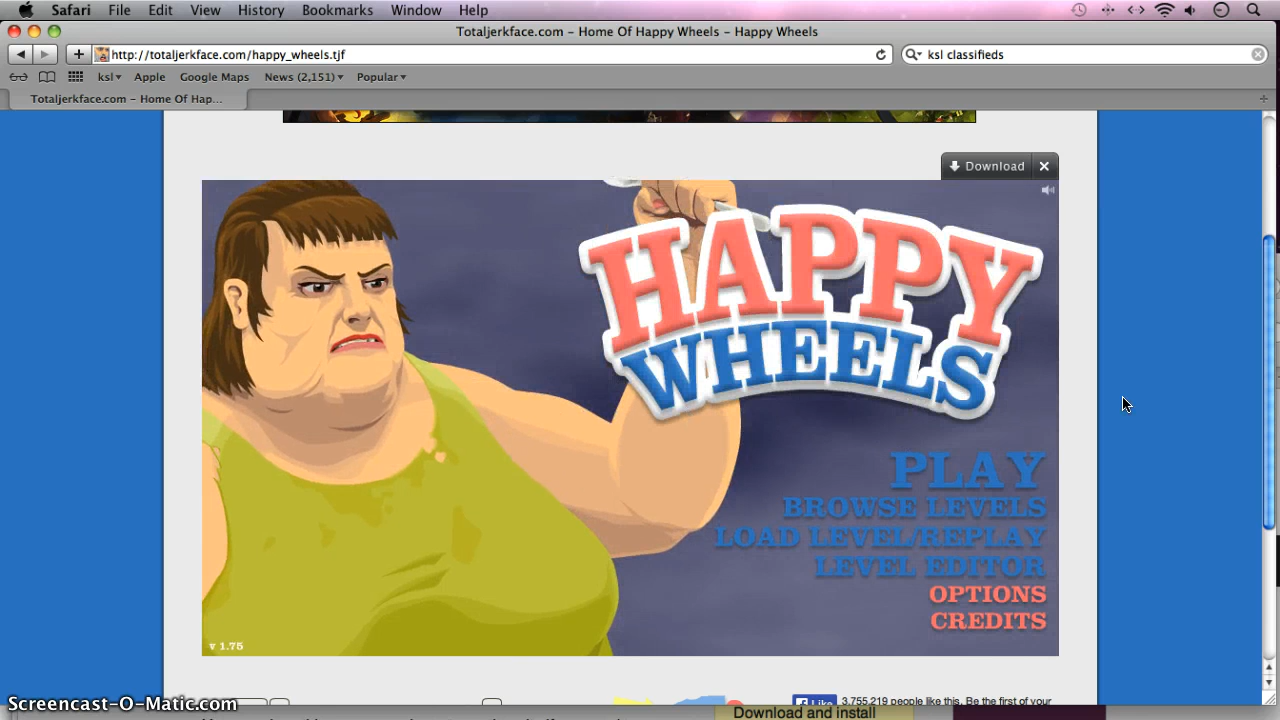 Safari File Edit View History Bookmarks Window Help
Totaljerkface.com – Home Of Happy Wheels – Happy Wheels
http://totaljerkface.com/happy_wheels.tjf
ksl classifieds
ksl Apple Google Maps News (2,151) Popular
Totaljerkface.com – Home Of Hap...
Download
HAPPY
WHEELS
PLAY
BROWSE LEVELS
LOAD LEVEL/REPLAY
LEVEL EDITOR
OPTIONS
CREDITS
v 1.75
Like 3,755,219 people like this. Be the first of your
Screencast-O-Matic.com
Download and install